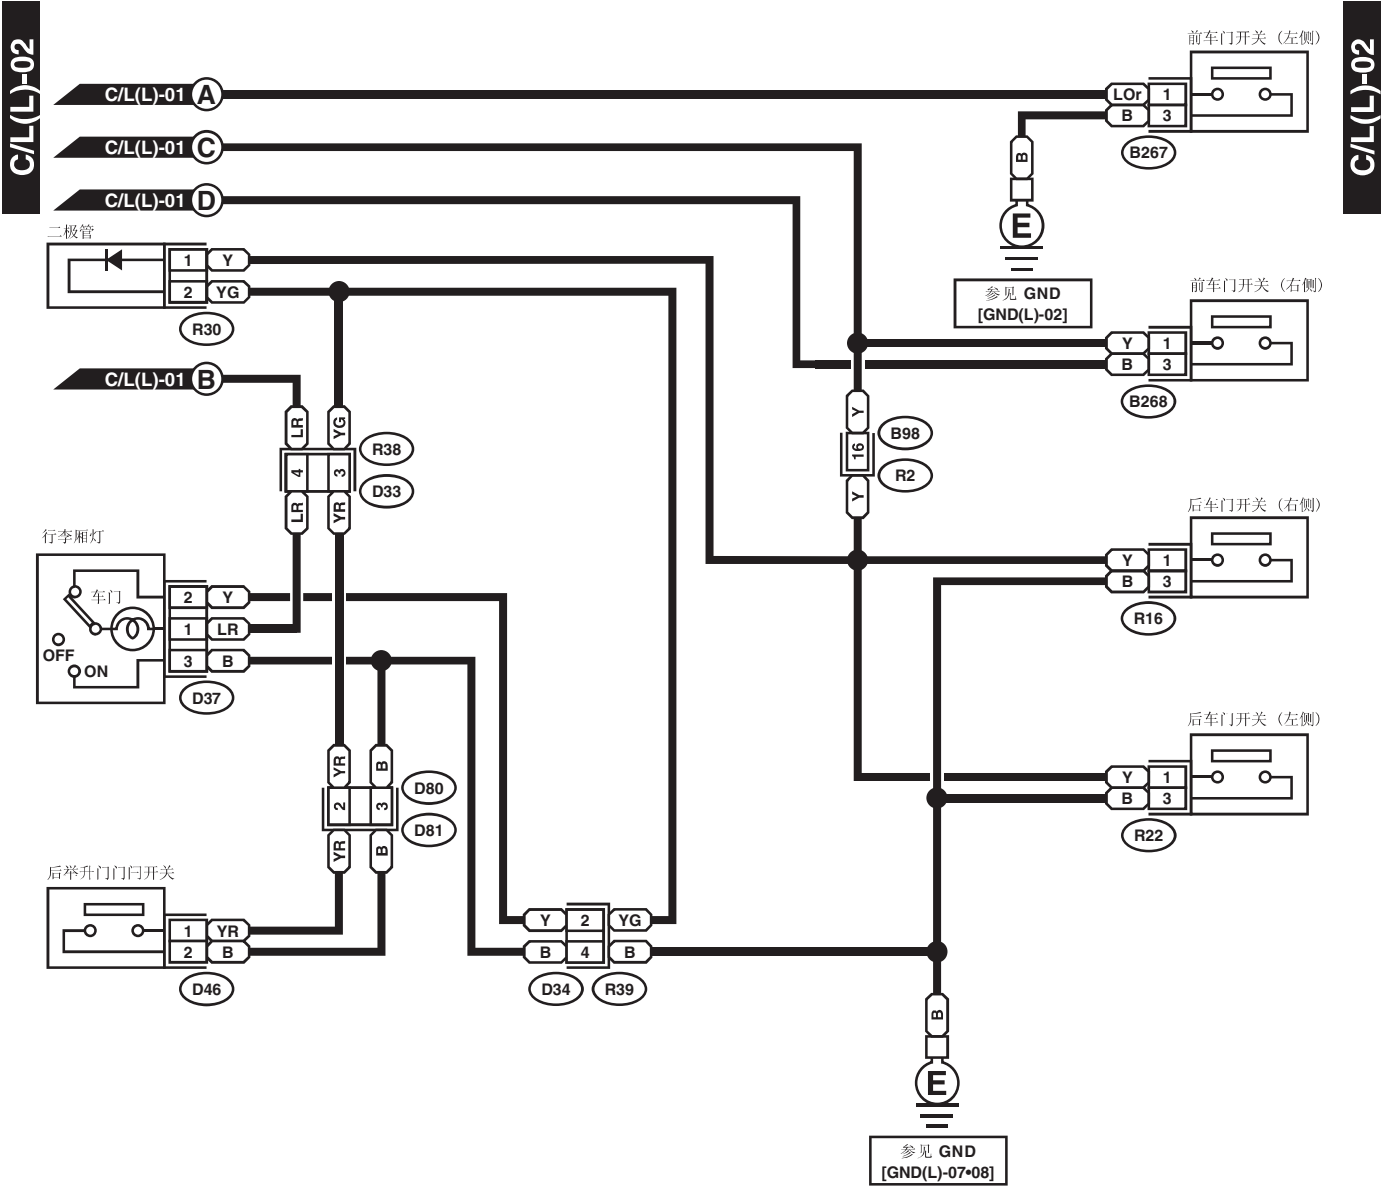 C/L(L)-02
C/L(L)-02
前车门开关（左侧）
C/L(L)-01 A
LOr 1
B 3
B267
B
E
参见 GND
[GND(L)-02]
C/L(L)-01 C
C/L(L)-01 D
二极管
1 Y
2 YG
R30
前车门开关（右侧）
Y 1
B 3
B268
C/L(L)-01 B
LR YG
R38
4 3
D33
LR YR
Y
B98
16
R2
Y
后车门开关（右侧）
Y 1
B 3
R16
行李厢灯
车门
OFF
ON
2 Y
1 LR
3 B
D37
后车门开关（左侧）
Y 1
B 3
R22
YR B
D80
2 3
D81
YR B
后举升门门闩开关
1 YR
2 B
D46
Y 2 YG
B 4 B
D34 R39
B
E
参见 GND
[GND(L)-07•08]